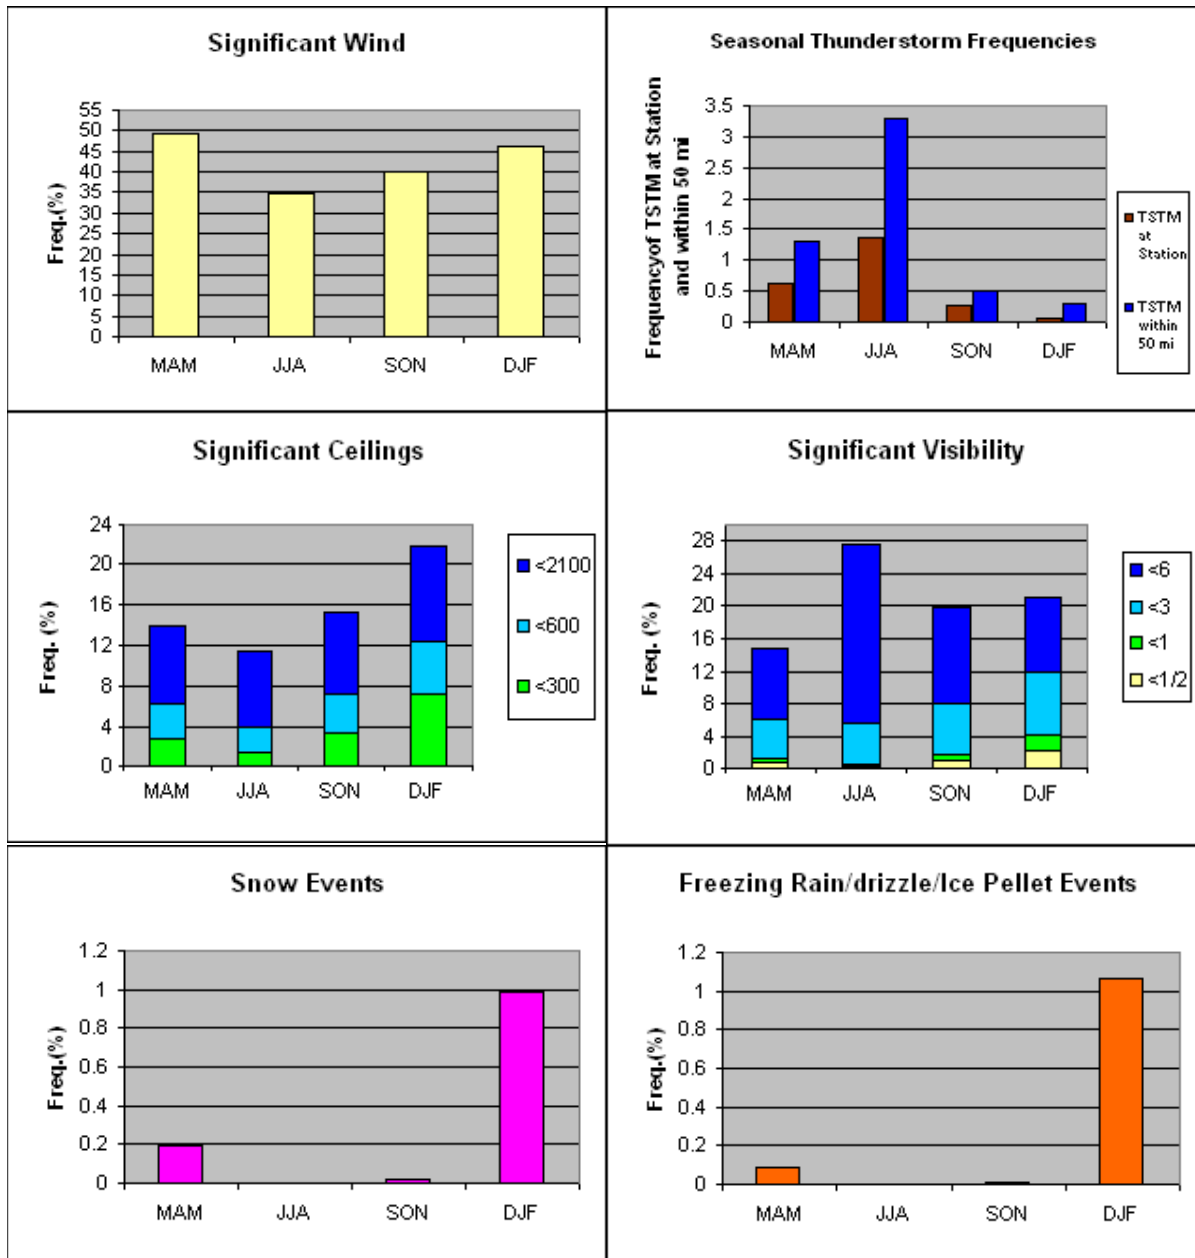 Significant Wind
Freq.(%)
55
50
45
40
35
30
25
20
15
10
5
0
MAM JJA SON DJF
Seasonal Thunderstorm Frequencies
Frequencyof TSTM at Station
and within 50 mi
3.5
3
2.5
2
1.5
1
0.5
0
MAM JJA SON DJF
TSTM
at
Station
TSTM
within
50 mi
Significant Ceilings
Freq. (%)
24
20
16
12
8
4
0
MAM JJA SON DJF
<2100
<600
<300
Significant Visibility
Freq. (%)
28
24
20
16
12
8
4
0
MAM JJA SON DJF
<6
<3
<1
<1/2
Snow Events
Freq.(%)
1.2
1
0.8
0.6
0.4
0.2
0
MAM JJA SON DJF
Freezing Rain/drizzle/Ice Pellet Events
Freq.(%)
1.2
1
0.8
0.6
0.4
0.2
0
MAM JJA SON DJF